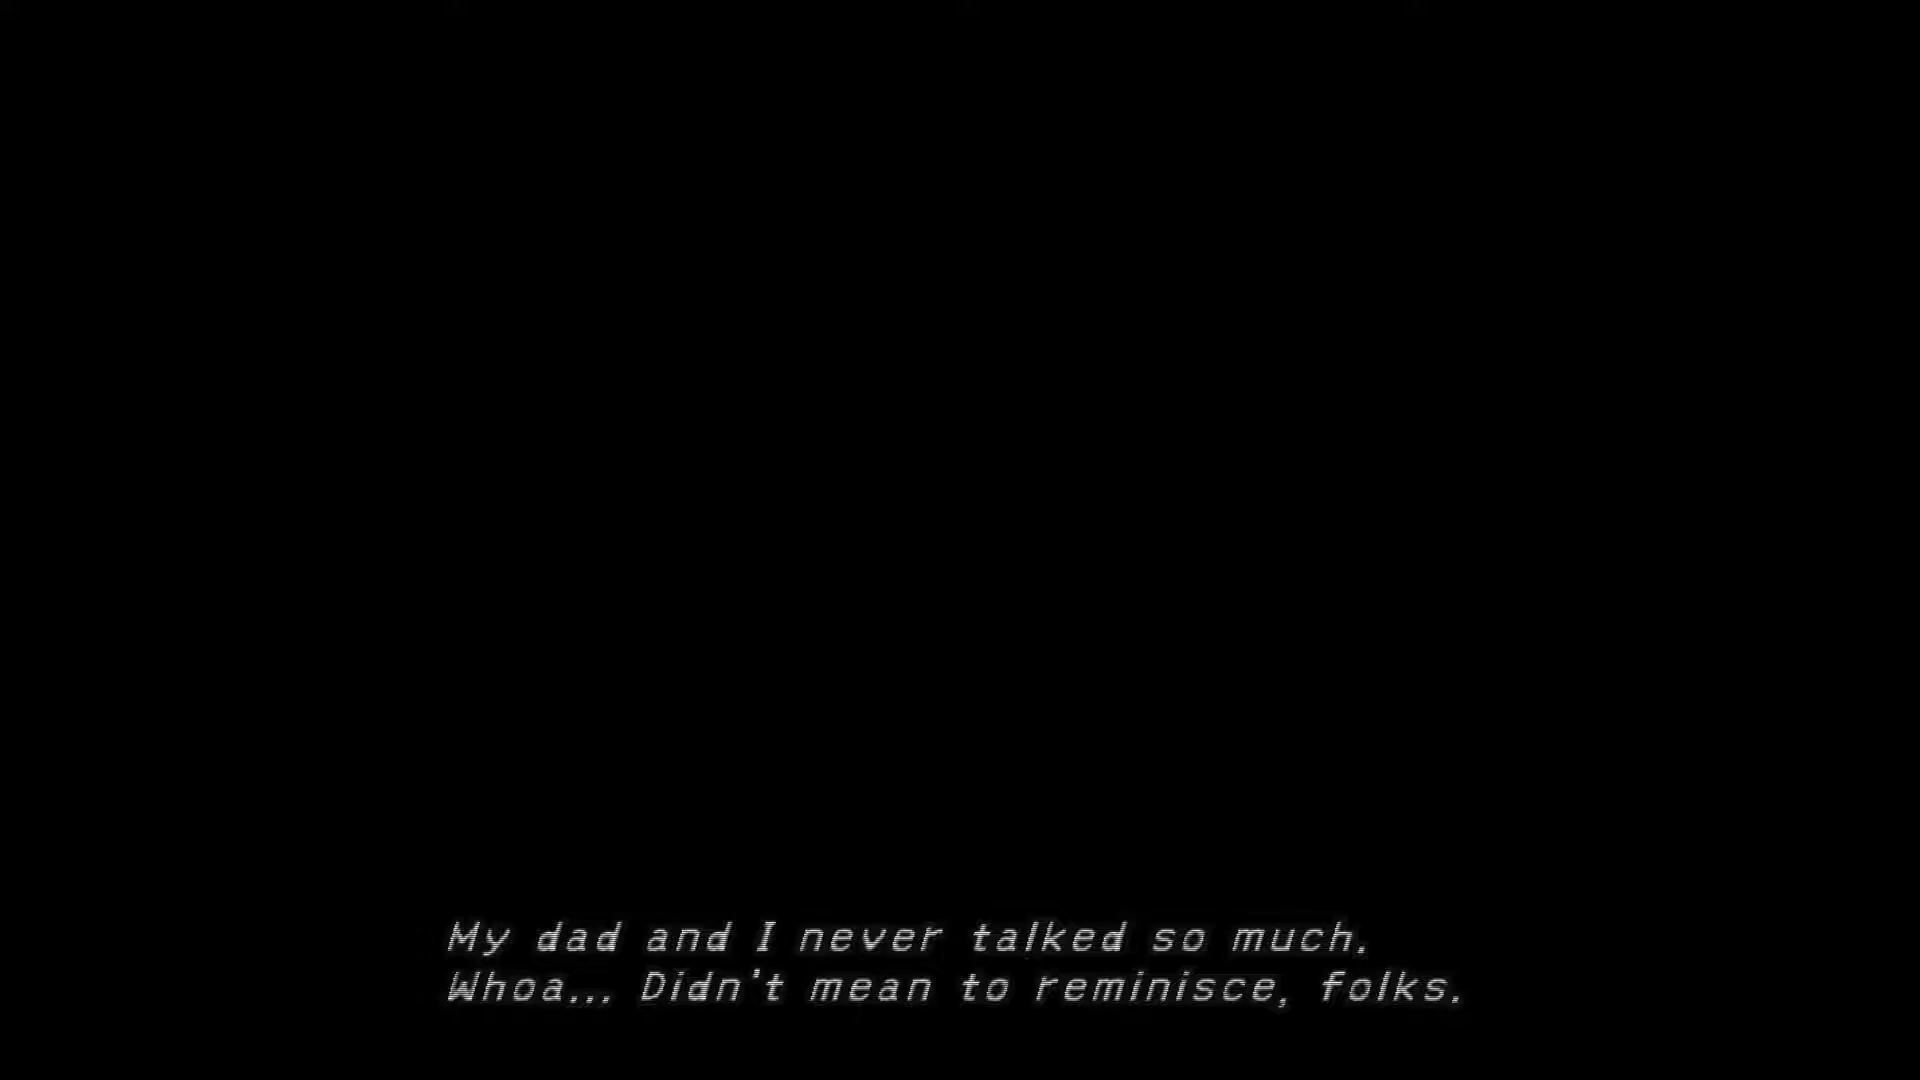 My dad and I never talked so much.
Whoa... Didn't mean to reminisce, folks.